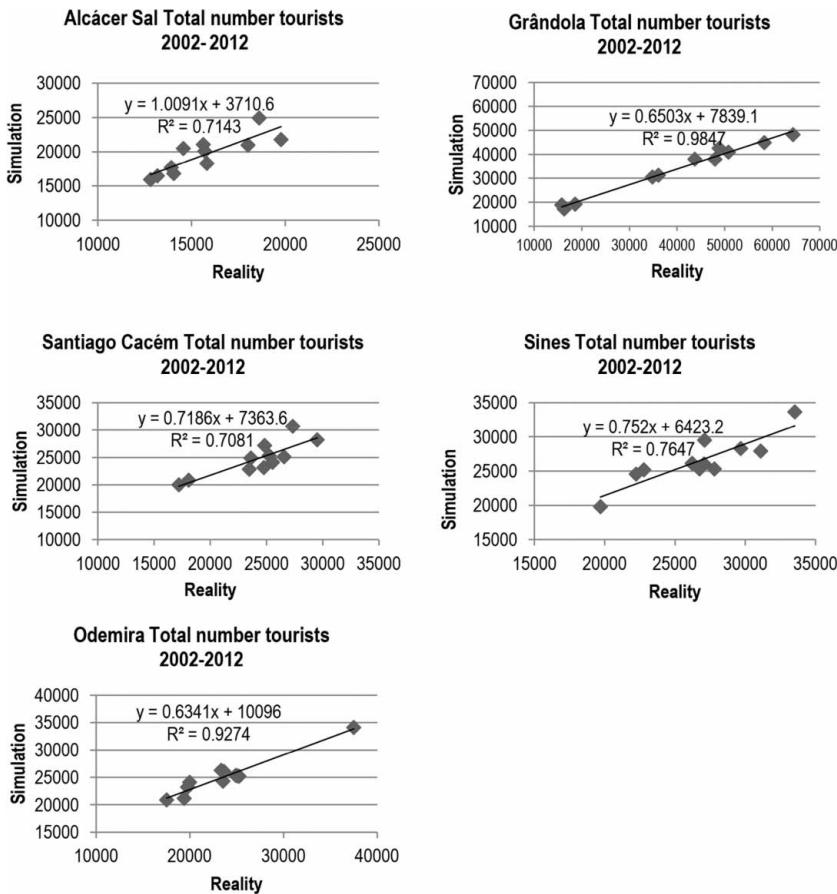 Alcácer Sal Total number tourists
2002- 2012
30000
25000
20000
15000
10000
y = 1.0091x + 3710.6
R² = 0.7143
Simulation
10000 15000 20000 25000
Reality
Grândola Total number tourists
2002-2012
70000
60000
50000
40000
30000
20000
10000
y = 0.6503x + 7839.1
R² = 0.9847
Simulation
10000 20000 30000 40000 50000 60000 70000
Reality
Santiago Cacém Total number tourists
2002-2012
35000
30000
25000
20000
15000
10000
y = 0.7186x + 7363.6
R² = 0.7081
Simulation
10000 15000 20000 25000 30000 35000
Reality
Sines Total number tourists
2002-2012
35000
30000
25000
20000
15000
y = 0.752x + 6423.2
R² = 0.7647
Simulation
15000 20000 25000 30000 35000
Reality
Odemira Total number tourists
2002-2012
40000
35000
30000
25000
20000
15000
y = 0.6341x + 10096
R² = 0.9274
Simulation
10000 20000 30000 40000
Reality